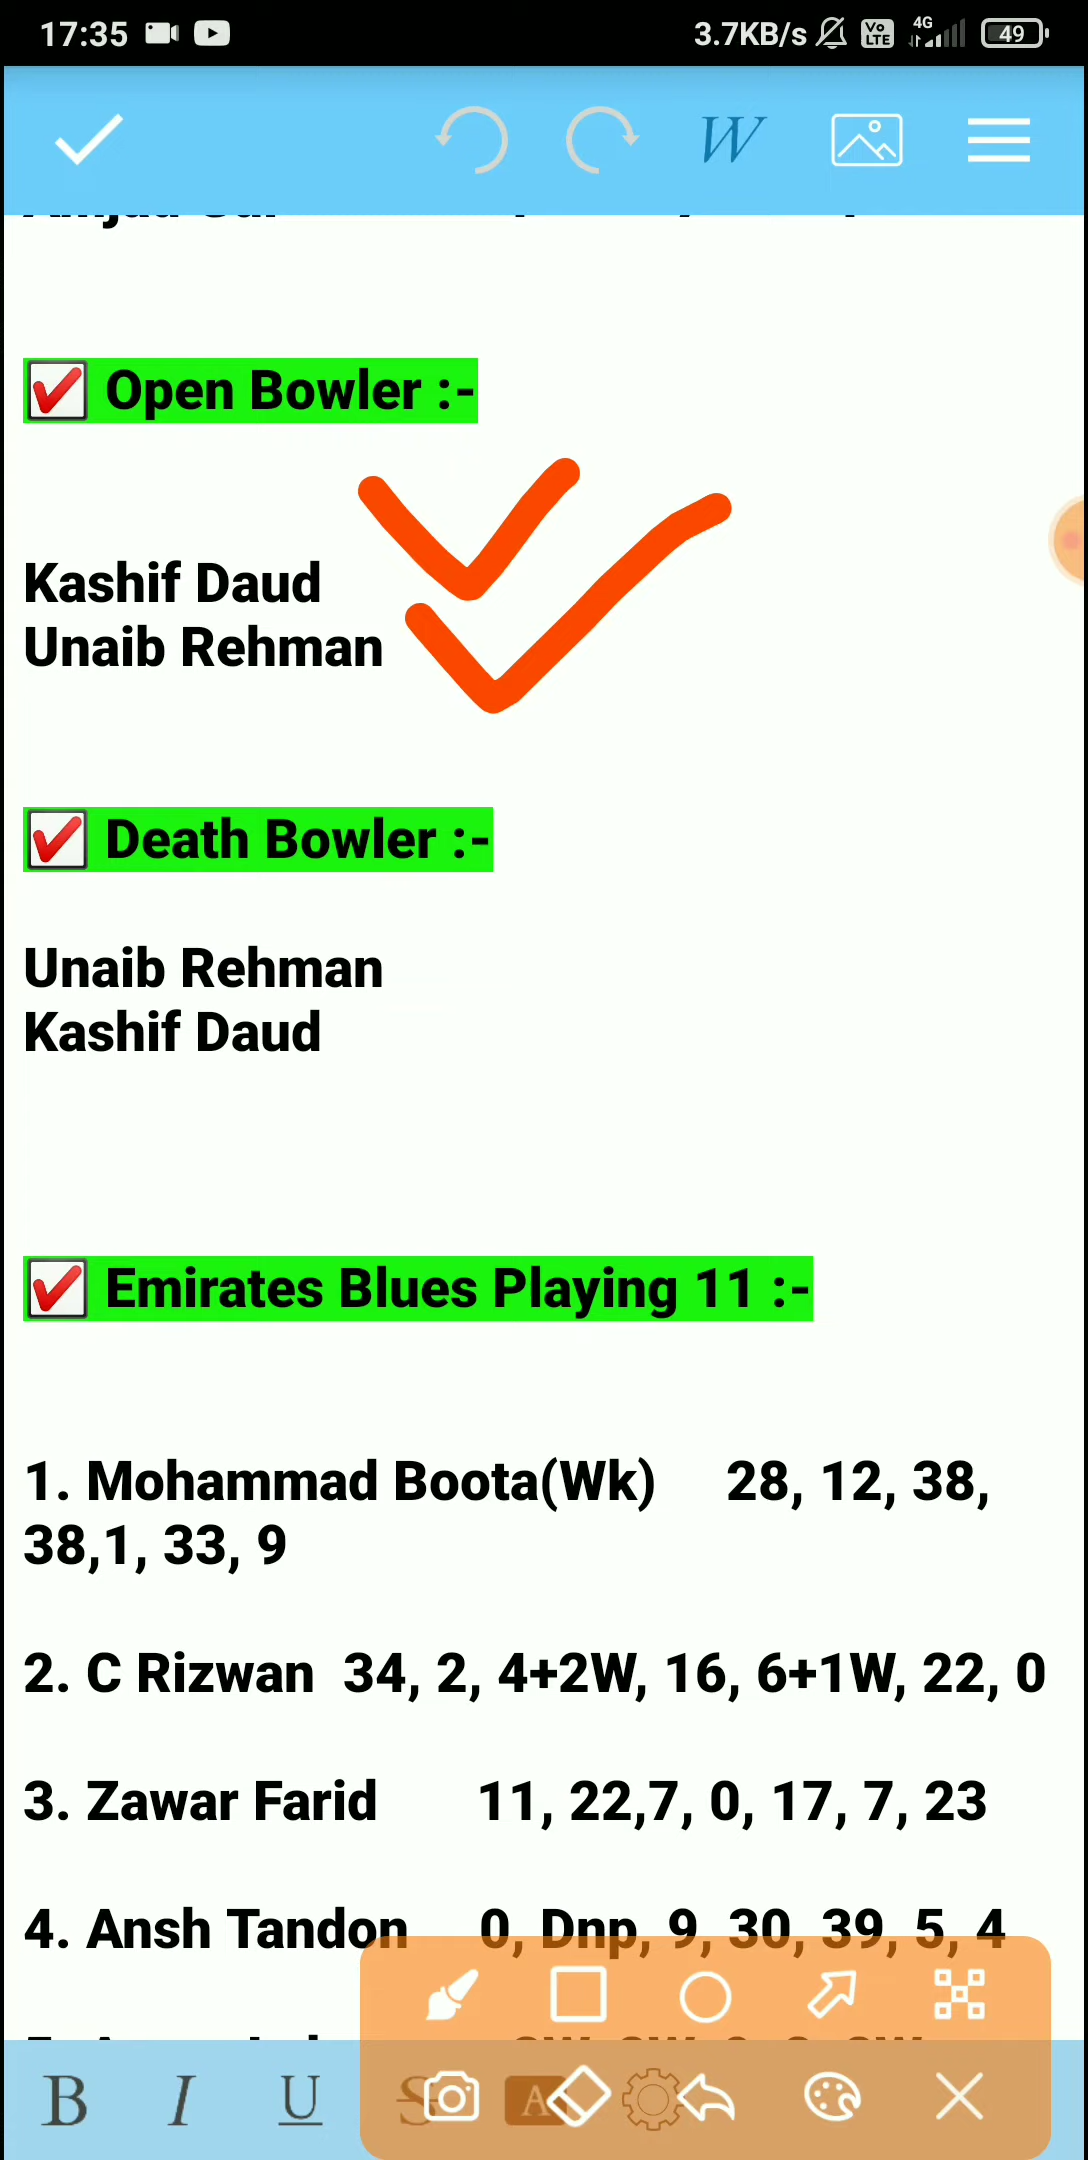 17:35 3.7KB/s Vo LTE 4G 49
W
✔ Open Bowler :-
Kashif Daud
Unaib Rehman
✔ Death Bowler :-
Unaib Rehman
Kashif Daud
✔ Emirates Blues Playing 11 :-
1. Mohammad Boota(Wk) 28, 12, 38,
38,1, 33, 9
2. C Rizwan 34, 2, 4+2W, 16, 6+1W, 22, 0
3. Zawar Farid 11, 22,7, 0, 17, 7, 23
4. Ansh Tandon 0, Dnp, 9, 30, 39, 5, 4
B I U S A